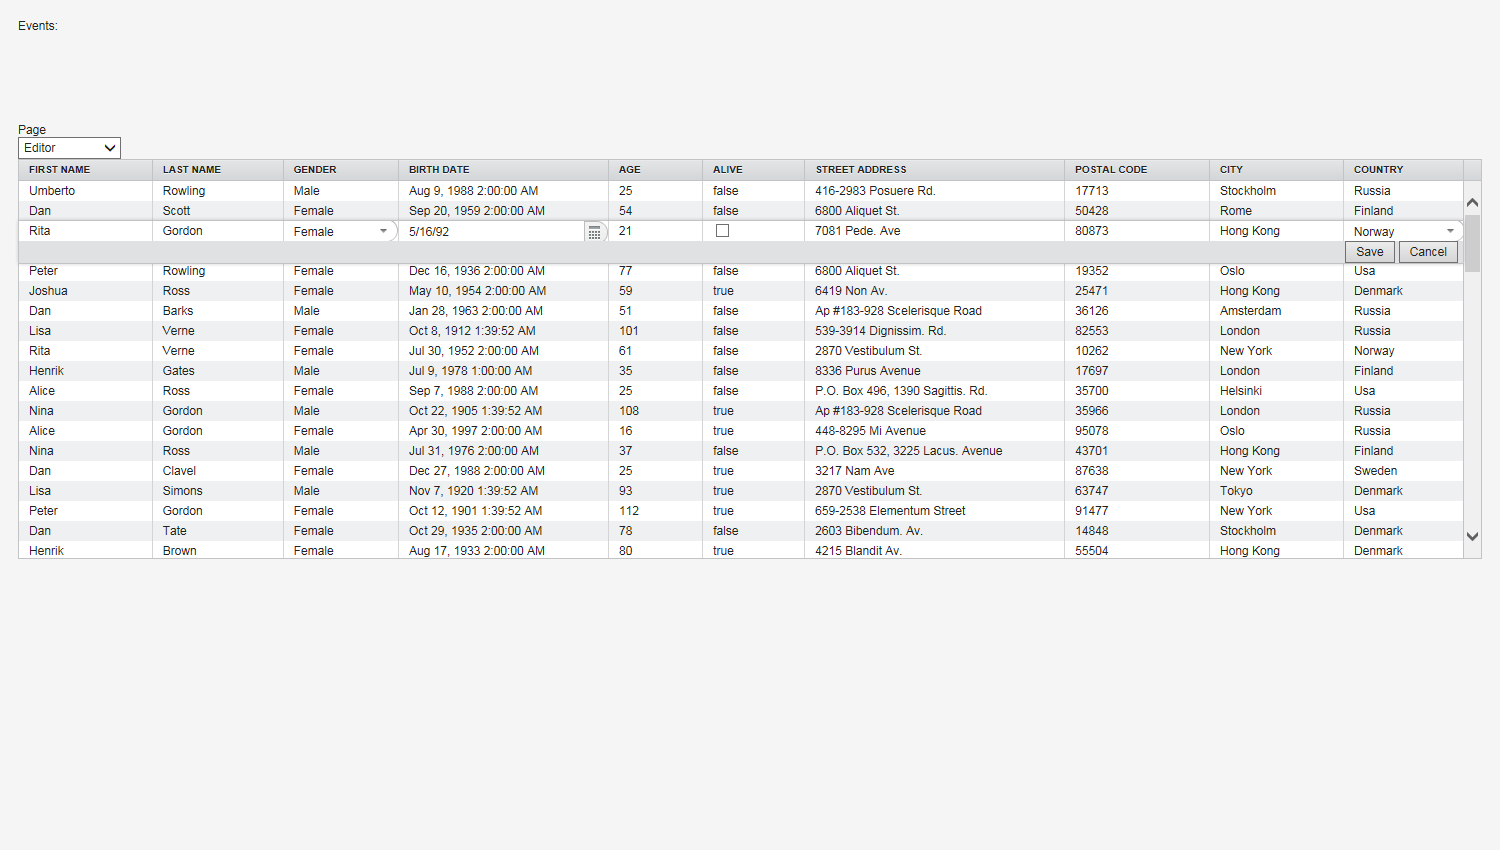 Events:
Page
Editor
FIRST NAME LAST NAME GENDER BIRTH DATE AGE ALIVE STREET ADDRESS POSTAL CODE CITY COUNTRY
Umberto Rowling Male Aug 9, 1988 2:00:00 AM 25 false 416-2983 Posuere Rd. 17713 Stockholm Russia
Dan Scott Female Sep 20, 1959 2:00:00 AM 54 false 6800 Aliquet St. 50428 Rome Finland
Rita Gordon Female 5/16/92 21 7081 Pede. Ave 80873 Hong Kong Norway
Save Cancel
Peter Rowling Female Dec 16, 1936 2:00:00 AM 77 false 6800 Aliquet St. 19352 Oslo Usa
Joshua Ross Female May 10, 1954 2:00:00 AM 59 true 6419 Non Av. 25471 Hong Kong Denmark
Dan Barks Male Jan 28, 1963 2:00:00 AM 51 false Ap #183-928 Scelerisque Road 36126 Amsterdam Russia
Lisa Verne Female Oct 8, 1912 1:39:52 AM 101 false 539-3914 Dignissim. Rd. 82553 London Russia
Rita Verne Female Jul 30, 1952 2:00:00 AM 61 false 2870 Vestibulum St. 10262 New York Norway
Henrik Gates Male Jul 9, 1978 1:00:00 AM 35 false 8336 Purus Avenue 17697 London Finland
Alice Ross Female Sep 7, 1988 2:00:00 AM 25 false P.O. Box 496, 1390 Sagittis. Rd. 35700 Helsinki Usa
Nina Gordon Male Oct 22, 1905 1:39:52 AM 108 true Ap #183-928 Scelerisque Road 35966 London Russia
Alice Gordon Female Apr 30, 1997 2:00:00 AM 16 true 448-8295 Mi Avenue 95078 Oslo Russia
Nina Ross Male Jul 31, 1976 2:00:00 AM 37 false P.O. Box 532, 3225 Lacus. Avenue 43701 Hong Kong Finland
Dan Clavel Female Dec 27, 1988 2:00:00 AM 25 true 3217 Nam Ave 87638 New York Sweden
Lisa Simons Male Nov 7, 1920 1:39:52 AM 93 true 2870 Vestibulum St. 63747 Tokyo Denmark
Peter Gordon Female Oct 12, 1901 1:39:52 AM 112 true 659-2538 Elementum Street 91477 New York Usa
Dan Tate Female Oct 29, 1935 2:00:00 AM 78 false 2603 Bibendum. Av. 14848 Stockholm Denmark
Henrik Brown Female Aug 17, 1933 2:00:00 AM 80 true 4215 Blandit Av. 55504 Hong Kong Denmark